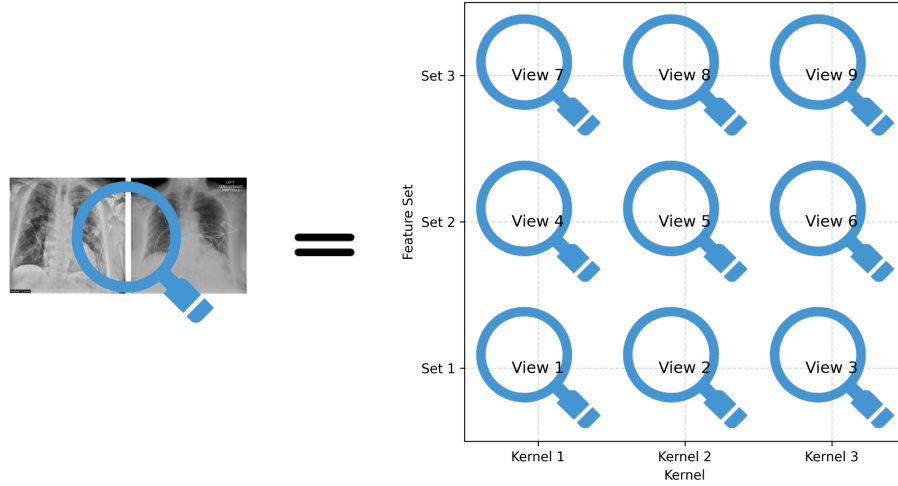 LEFT
Set 3
View 7
View 8
View 9
Set 2
View 4
View 5
View 6
Set 1
View 1
View 2
View 3
Feature Set
Kernel 1
Kernel 2
Kernel 3
Kernel